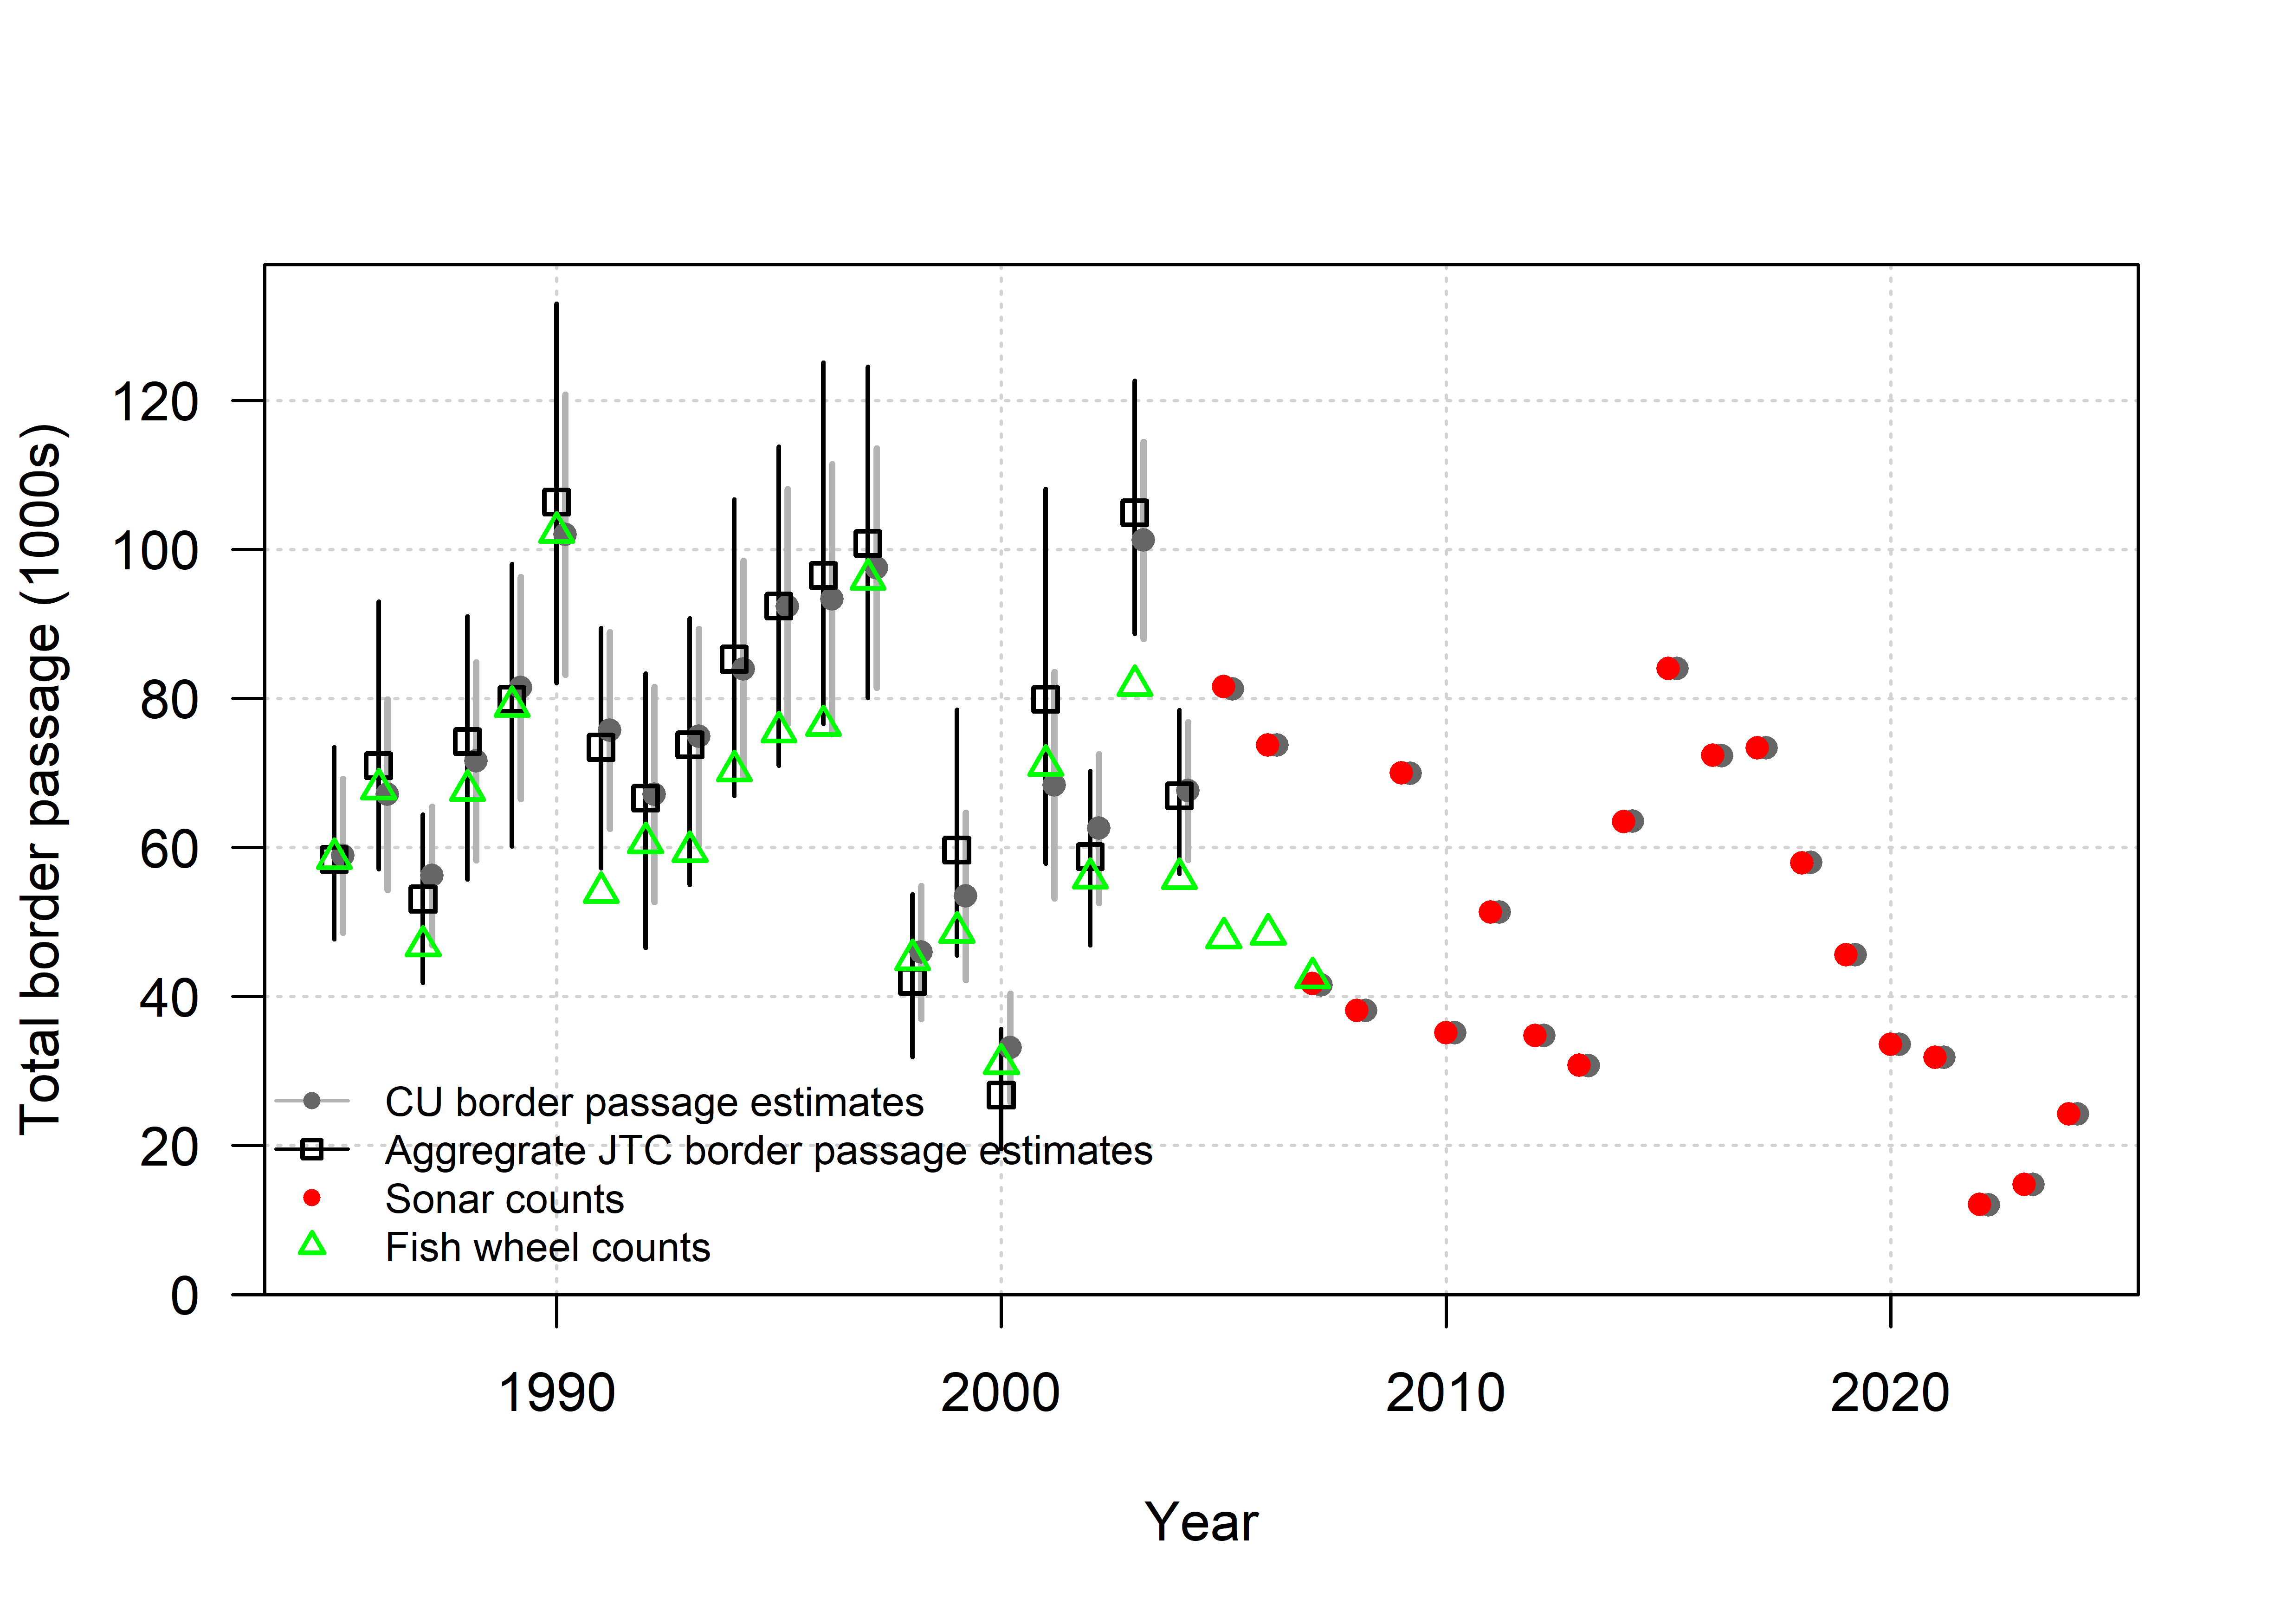 Total border passage (1000s)
120
100
80
60
40
20
0
CU border passage estimates
Aggregrate JTC border passage estimates
Sonar counts
Fish wheel counts
1990
2000
2010
2020
Year